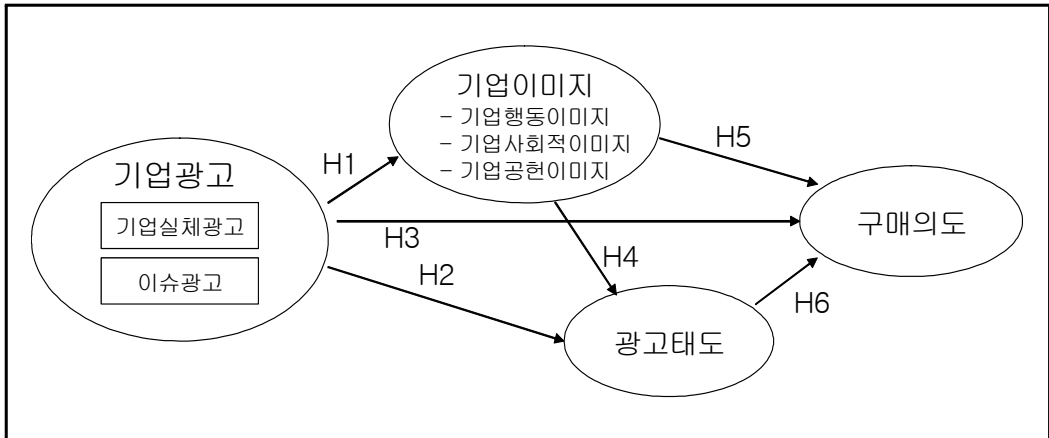 기업이미지
- 기업행동이미지
- 기업사회적이미지
- 기업공헌이미지
H1
H5
기업광고
기업실체광고
이슈광고
H3
H4
H2
구매의도
H6
광고태도